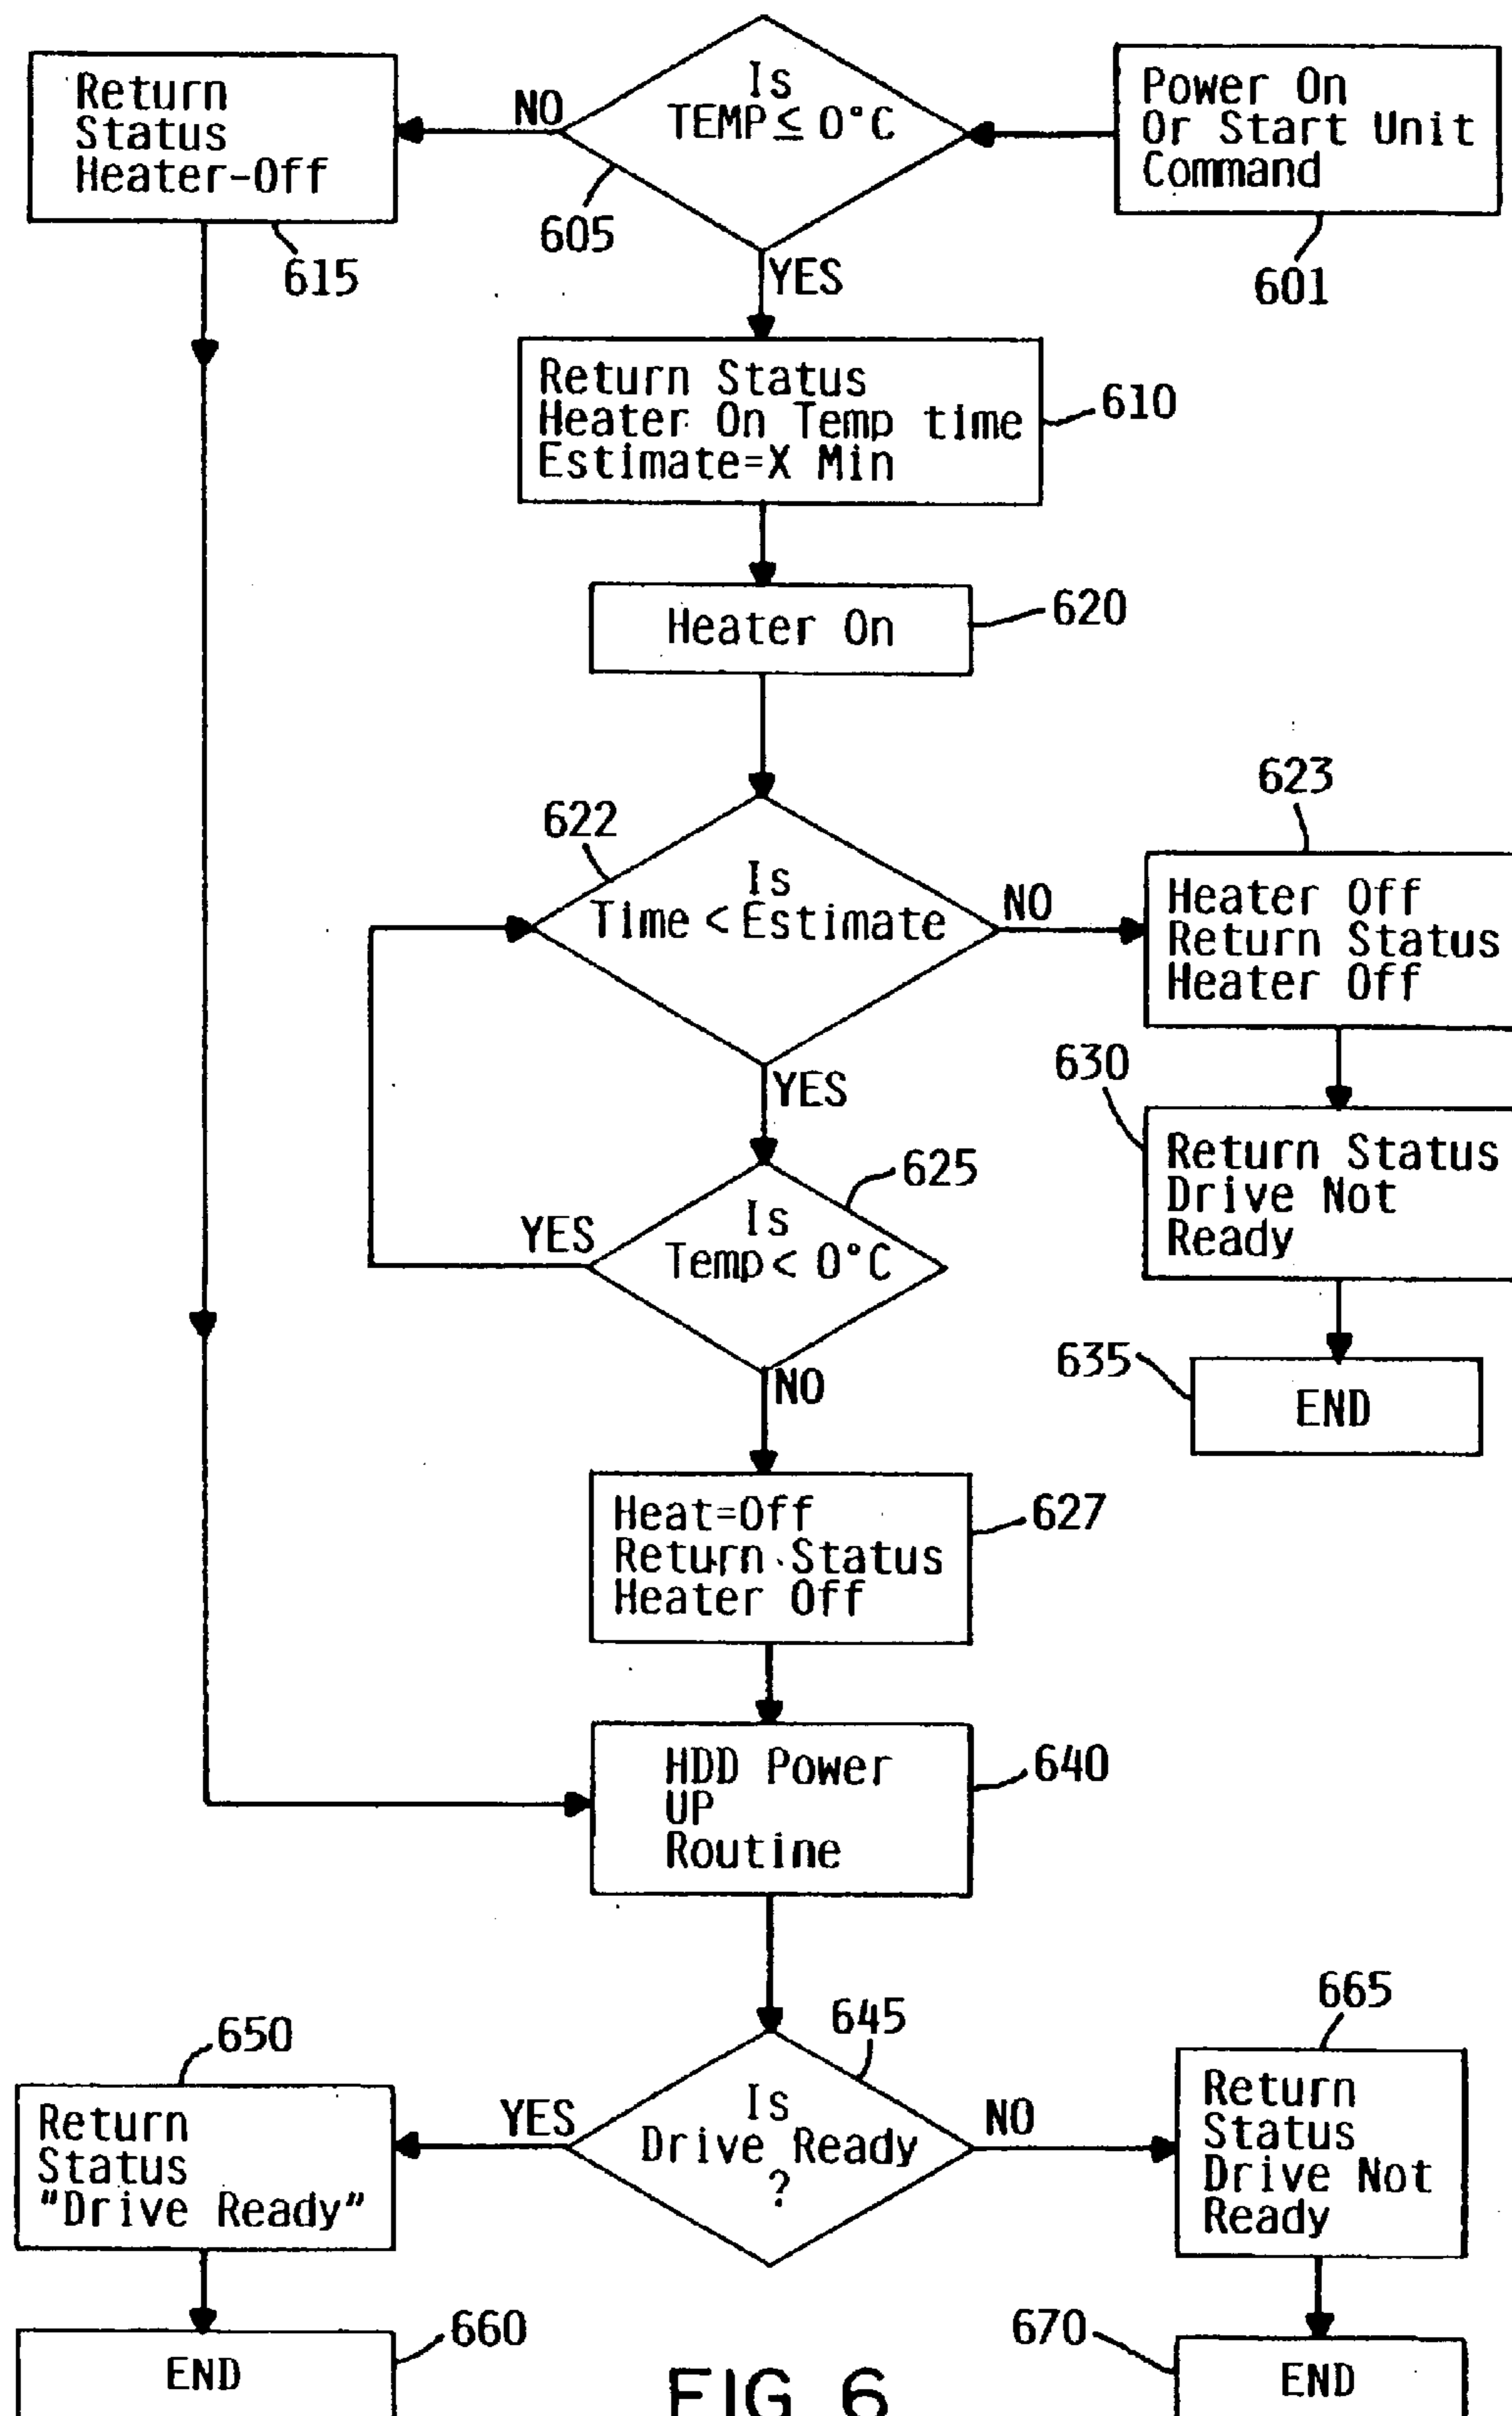 Power On
Or Start Unit
Command
601
Is
TEMP ≤ 0°C
605
NO
YES
Return
Status
Heater-Off
615
Return Status
Heater On Temp time
Estimate=X Min
610
Heater On
620
622
Is
Time < Estimate
NO
YES
623
Heater Off
Return Status
Heater Off
630
Return Status
Drive Not
Ready
635
END
625
Is
Temp < 0°C
YES
NO
Heat=Off
Return Status
Heater Off
627
HDD Power
UP
Routine
640
645
Is
Drive Ready
?
YES
NO
650
Return
Status
"Drive Ready"
END
660
665
Return
Status
Drive Not
Ready
670
END
FIG 6